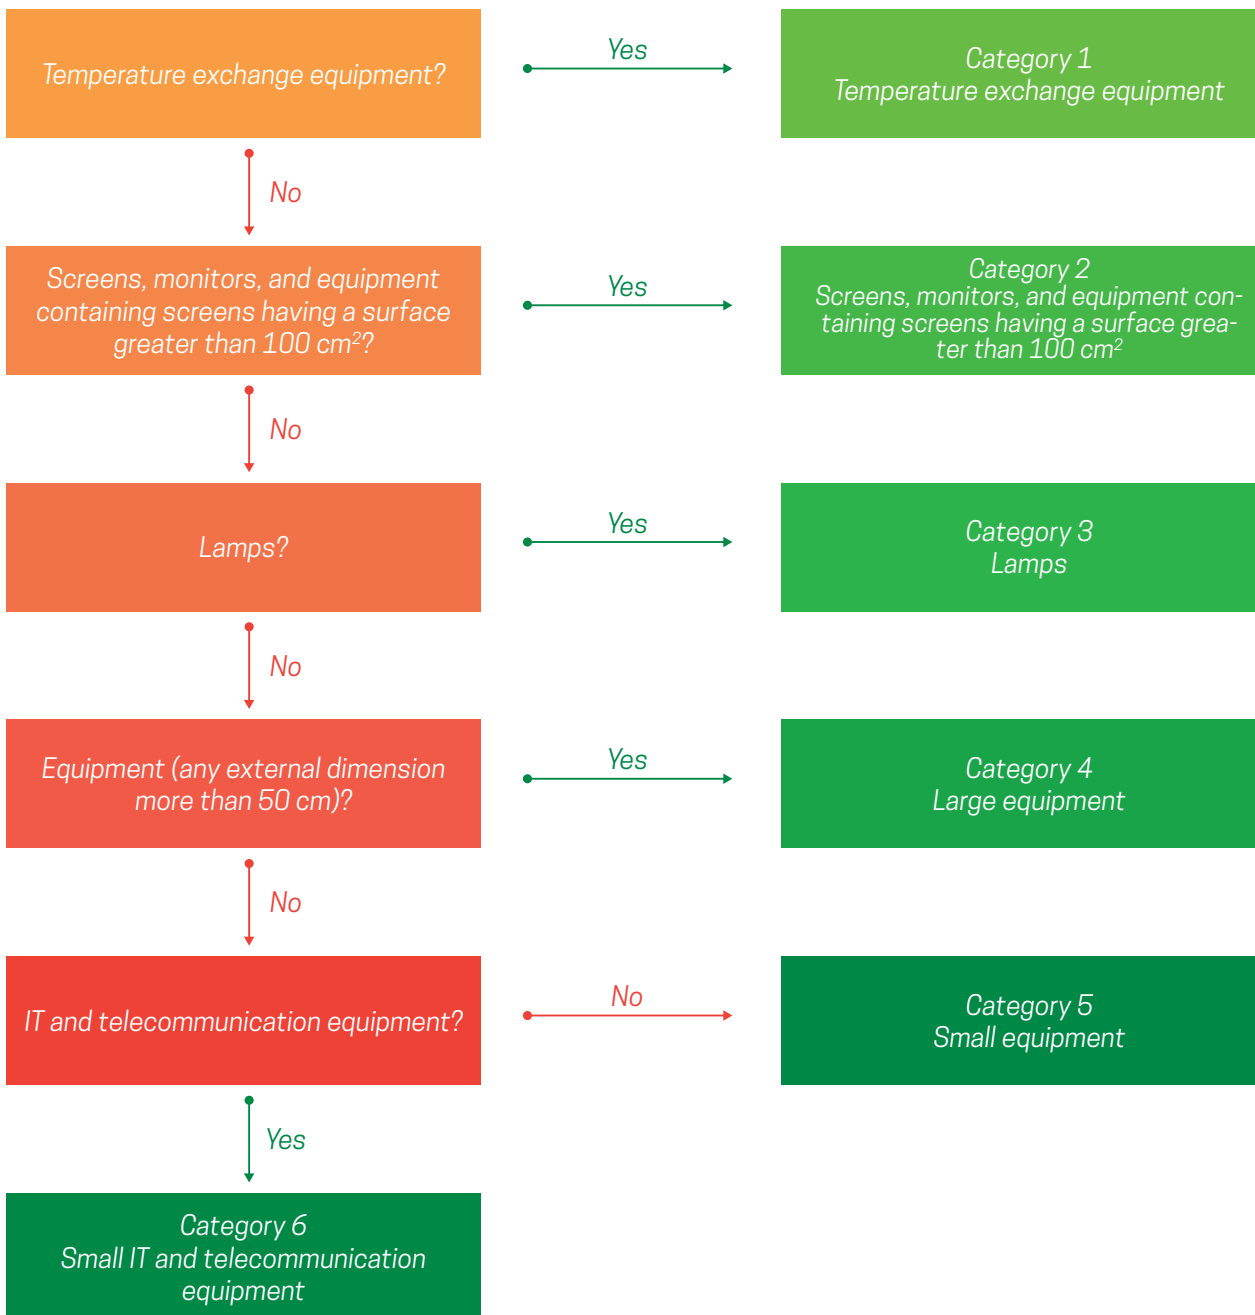 Temperature exchange equipment?
Yes
Category 1
Temperature exchange equipment
No
Screens, monitors, and equipment
containing screens having a surface
greater than 100 cm²?
Yes
Category 2
Screens, monitors, and equipment con-
taining screens having a surface grea-
ter than 100 cm²
No
Lamps?
Yes
Category 3
Lamps
No
Equipment (any external dimension
more than 50 cm)?
Yes
Category 4
Large equipment
No
IT and telecommunication equipment?
No
Category 5
Small equipment
Yes
Category 6
Small IT and telecommunication
equipment